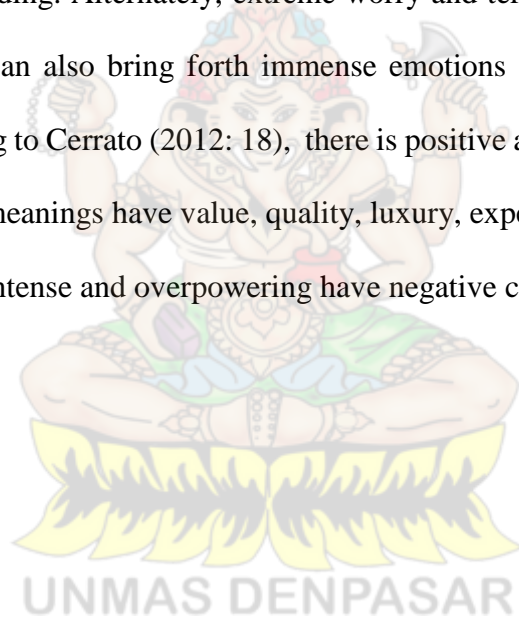 ding. Alternately, extreme worry and ter
an also bring forth immense emotions
g to Cerrato (2012: 18), there is positive a
meanings have value, quality, luxury, expe
ntense and overpowering have negative c
UNMAS DENPASAR